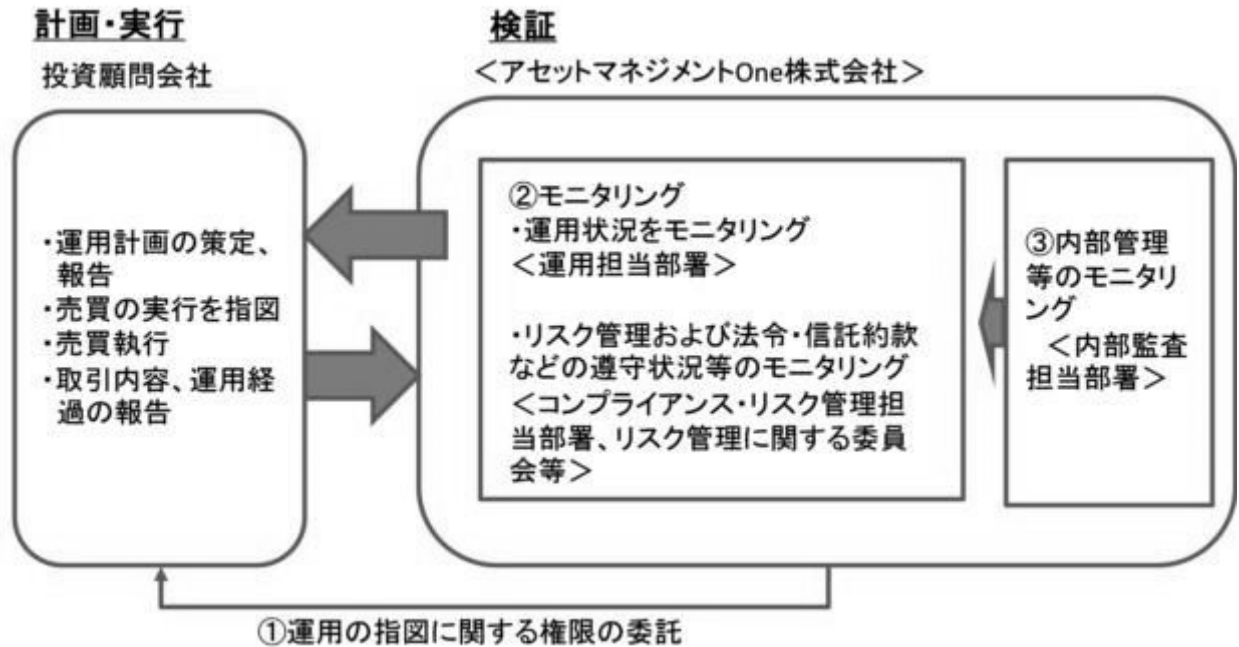 計画・実行
投資顧問会社
・運用計画の策定、
報告
・売買の実行を指図
・売買執行
・取引内容、運用経
過の報告
検証
＜アセットマネジメントOne株式会社＞
②モニタリング
・運用状況をモニタリング
＜運用担当部署＞
・リスク管理および法令・信託約款
などの遵守状況等のモニタリング
＜コンプライアンス・リスク管理担
当部署、リスク管理に関する委員
会等＞
③内部管理
等のモニタリ
ング
＜内部監査
担当部署＞
①運用の指図に関する権限の委託